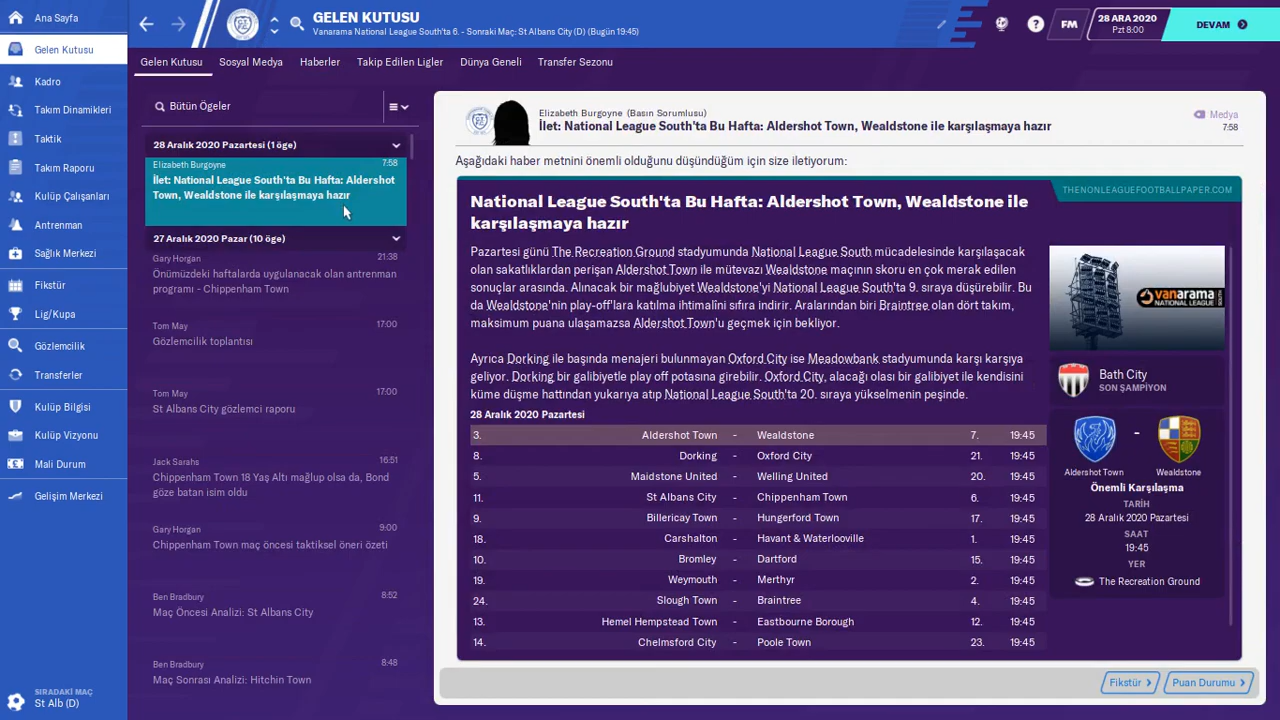 Ana Sayfa
Gelen Kutusu
Kadro
Takım Dinamikleri
Taktik
Takım Raporu
Kulüp Çalışanları
Antrenman
Sağlık Merkezi
Fikstür
Lig/Kupa
Gözlemcilik
Transferler
Kulüp Bilgisi
Kulüp Vizyonu
Mali Durum
Gelişim Merkezi
SIRADAKİ MAÇ
St Alb (D)
GELEN KUTUSU
Vanarama National League South'ta 6. - Sonraki Maç: St Albans City (D) (Bugün 19:45)
FM
28 ARA 2020
Pzt 8:00
DEVAM
Gelen Kutusu Sosyal Medya Haberler Takip Edilen Ligler Dünya Geneli Transfer Sezonu
Bütün Ögeler
28 Aralık 2020 Pazartesi (1 öge)
Elizabeth Burgoyne 7:58
İlet: National League South'ta Bu Hafta: Aldershot
Town, Wealdstone ile karşılaşmaya hazır
27 Aralık 2020 Pazar (10 öge)
Gary Horgan 21:38
Önümüzdeki haftalarda uygulanacak olan antrenman
programı - Chippenham Town
Tom May 17:00
Gözlemcilik toplantısı
Tom May 17:00
St Albans City gözlemci raporu
Jack Sarahs 16:51
Chippenham Town 18 Yaş Altı mağlup olsa da, Bond
göze batan isim oldu
Gary Horgan 9:00
Chippenham Town maç öncesi taktiksel öneri özeti
Ben Bradbury 8:52
Maç Öncesi Analizi: St Albans City
Ben Bradbury 8:48
Maç Sonrası Analizi: Hitchin Town
Elizabeth Burgoyne (Basın Sorumlusu)
İlet: National League South'ta Bu Hafta: Aldershot Town, Wealdstone ile karşılaşmaya hazır
Medya
7:58
Aşağıdaki haber metnini önemli olduğunu düşündüğüm için size iletiyorum:
THENONLEAGUEFOOTBALLPAPER.COM
National League South'ta Bu Hafta: Aldershot Town, Wealdstone ile
karşılaşmaya hazır
Pazartesi günü The Recreation Ground stadyumunda National League South mücadelesinde karşılaşacak
olan sakatlıklardan perişan Aldershot Town ile mütevazı Wealdstone maçının skoru en çok merak edilen
sonuçlar arasında. Alınacak bir mağlubiyet Wealdstone'yi National League South'ta 9. sıraya düşürebilir. Bu
da Wealdstone'nin play-off'lara katılma ihtimalini sıfıra indirir. Aralarından biri Braintree olan dört takım,
maksimum puana ulaşamazsa Aldershot Town'u geçmek için bekliyor.
Ayrıca Dorking ile başında menajeri bulunmayan Oxford City ise Meadowbank stadyumunda karşı karşıya
geliyor. Dorking bir galibiyetle play off potasına girebilir. Oxford City, alacağı olası bir galibiyet ile kendisini
küme düşme hattından yukarıya atıp National League South'ta 20. sıraya yükselmenin peşinde.
28 Aralık 2020 Pazartesi
3. Aldershot Town - Wealdstone 7. 19:45
8. Dorking - Oxford City 21. 19:45
5. Maidstone United - Welling United 20. 19:45
11. St Albans City - Chippenham Town 6. 19:45
9. Billericay Town - Hungerford Town 17. 19:45
18. Carshalton - Havant & Waterlooville 1. 19:45
10. Bromley - Dartford 15. 19:45
19. Weymouth - Merthyr 2. 19:45
24. Slough Town - Braintree 4. 19:45
13. Hemel Hempstead Town - Eastbourne Borough 12. 19:45
14. Chelmsford City - Poole Town 23. 19:45
vanarama
NATIONAL LEAGUE
SOUTH
Bath City
SON ŞAMPİYON
-
Aldershot Town Wealdstone
Önemli Karşılaşma
TARİH
28 Aralık 2020 Pazartesi
SAAT
19:45
YER
The Recreation Ground
Fikstür
Puan Durumu